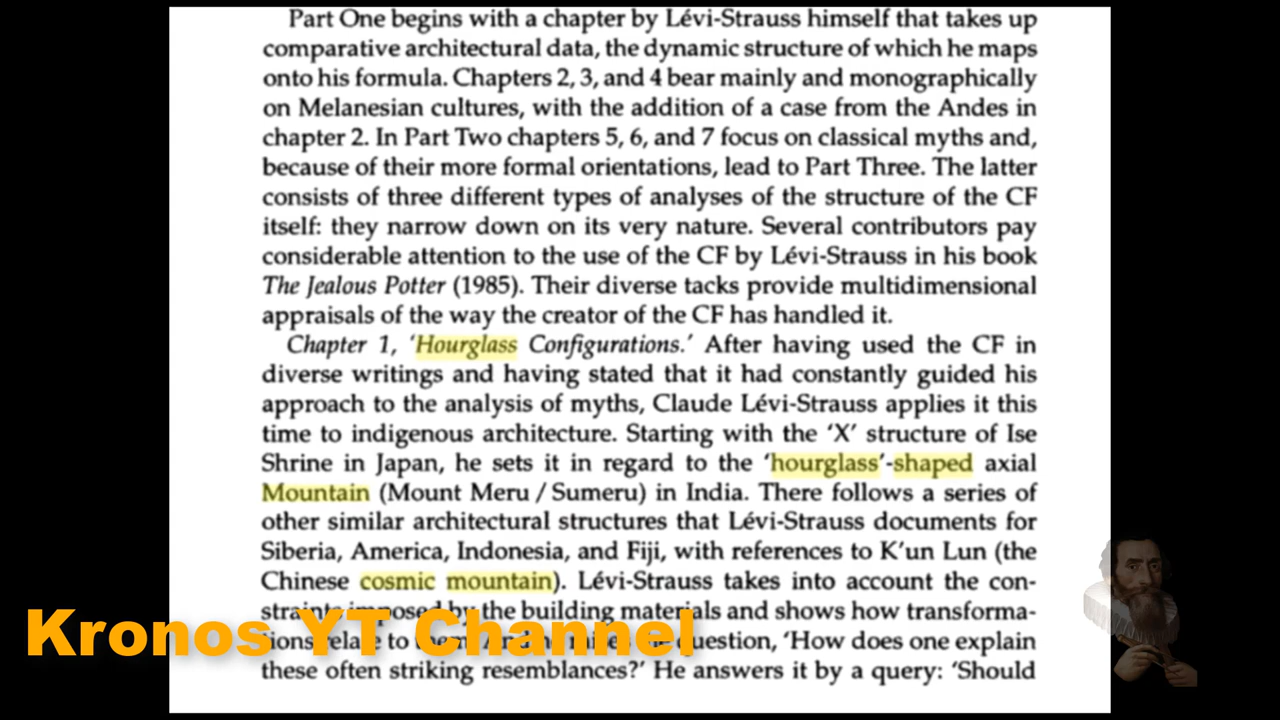 Part One begins with a chapter by Lévi-Strauss himself that takes up
comparative architectural data, the dynamic structure of which he maps
onto his formula. Chapters 2, 3, and 4 bear mainly and monographically
on Melanesian cultures, with the addition of a case from the Andes in
chapter 2. In Part Two chapters 5, 6, and 7 focus on classical myths and,
because of their more formal orientations, lead to Part Three. The latter
consists of three different types of analyses of the structure of the CF
itself: they narrow down on its very nature. Several contributors pay
considerable attention to the use of the CF by Lévi-Strauss in his book
The Jealous Potter (1985). Their diverse tacks provide multidimensional
appraisals of the way the creator of the CF has handled it.
Chapter 1, ‘Hourglass Configurations.’ After having used the CF in
diverse writings and having stated that it had constantly guided his
approach to the analysis of myths, Claude Lévi-Strauss applies it this
time to indigenous architecture. Starting with the ‘X’ structure of Ise
Shrine in Japan, he sets it in regard to the ‘hourglass’-shaped axial
Mountain (Mount Meru / Sumeru) in India. There follows a series of
other similar architectural structures that Lévi-Strauss documents for
Siberia, America, Indonesia, and Fiji, with references to K’un Lun (the
Chinese cosmic mountain). Lévi-Strauss takes into account the con-
straints imposed by the building materials and shows how transforma-
tions relate to question, ‘How does one explain
these often striking resemblances?’ He answers it by a query: ‘Should
Kronos YT Channel